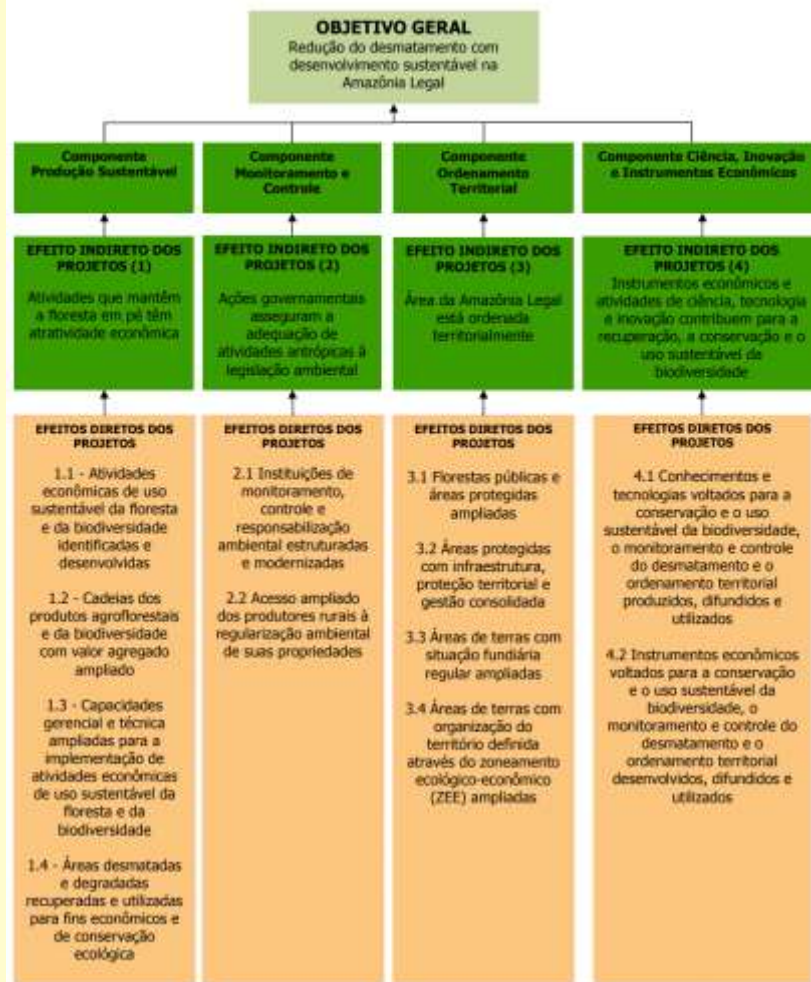 OBJETIVO GERAL
Redução do desmatamento com
desenvolvimento sustentável na
Amazônia Legal
Componente
Produção Sustentável
Componente
Monitoramento e
Controle
Componente
Ordenamento
Territorial
Componente Ciência, Inovação
e Instrumentos Econômicos
EFEITO INDIRETO DOS
PROJETOS (1)
Atividades que mantêm
a floresta em pé têm
atratividade econômica
EFEITO INDIRETO DOS
PROJETOS (2)
Ações governamentais
asseguram a
adequação de
atividades antrópicas à
legislação ambiental
EFEITO INDIRETO DOS
PROJETOS (3)
Área da Amazônia Legal
está ordenada
territorialmente
EFEITO INDIRETO DOS
PROJETOS (4)
Instrumentos econômicos
e atividades de ciência, tecnologia
e inovação contribuem para a
recuperação, a conservação e o
uso sustentável da
biodiversidade
EFEITOS DIRETOS DOS
PROJETOS
1.1 - Atividades
econômicas de uso
sustentável da floresta
e da biodiversidade
identificadas e
desenvolvidas
1.2 - Cadeias dos
produtos agroflorestais
e da biodiversidade
com valor agregado
ampliado
1.3 - Capacidades
gerencial e técnica
ampliadas para a
implementação de
atividades econômicas
de uso sustentável da
floresta e da
biodiversidade
1.4 - Áreas desmatadas
e degradadas
recuperadas e utilizadas
para fins econômicos e
de conservação
ecológica
EFEITOS DIRETOS DOS
PROJETOS
2.1 Instituições de
monitoramento,
controle e
responsabilização
ambiental estruturadas
e modernizadas
2.2 Acesso ampliado
dos produtores rurais à
regularização ambiental
de suas propriedades
EFEITOS DIRETOS DOS
PROJETOS
3.1 Florestas públicas e
áreas protegidas
ampliadas
3.2 Áreas protegidas
com infraestrutura,
proteção territorial e
gestão consolidada
3.3 Áreas de terras com
situação fundiária
regular ampliadas
3.4 Áreas de terras com
organização do
território definida
através do zoneamento
ecológico-econômico
(ZEE) ampliadas
EFEITOS DIRETOS DOS
PROJETOS
4.1 Conhecimentos e
tecnologias voltados para a
conservação e o uso
sustentável da biodiversidade,
o monitoramento e controle
do desmatamento e o
ordenamento territorial
produzidos, difundidos e
utilizados
4.2 Instrumentos econômicos
voltados para a conservação
e o uso sustentável da
biodiversidade, o
monitoramento e controle do
desmatamento e o
ordenamento territorial
desenvolvidos, difundidos e
utilizados